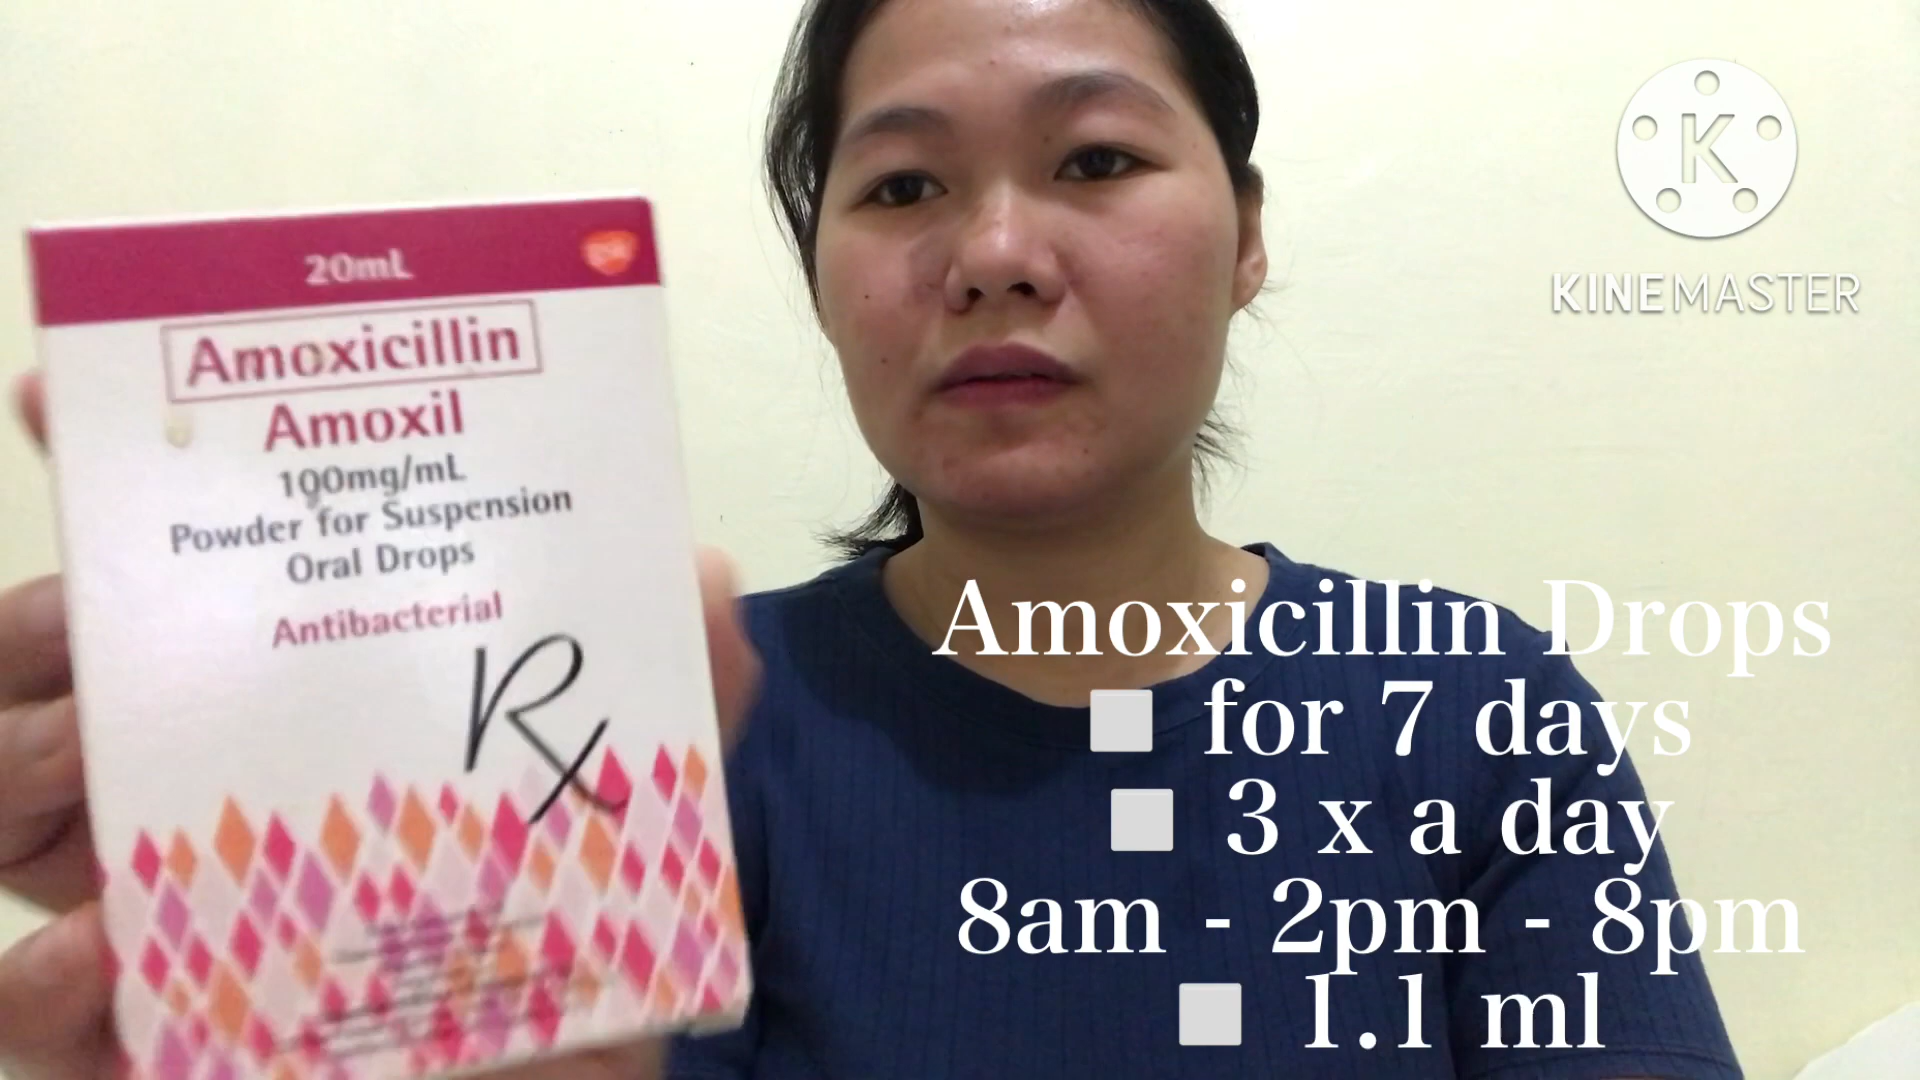 20mL
gsk
Amoxicillin
Amoxil
100mg/mL
Powder for Suspension
Oral Drops
Antibacterial
Rx
K
KINEMASTER
Amoxicillin Drops
for 7 days
3 x a day
8am - 2pm - 8pm
1.1 ml